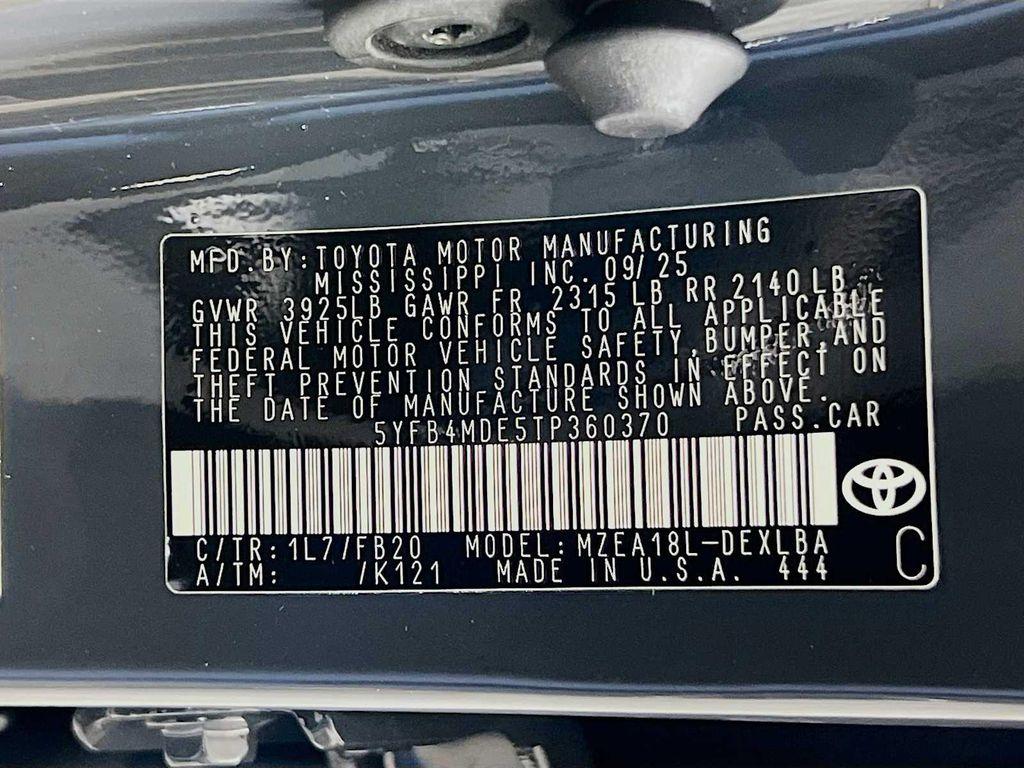 MFD.BY:TOYOTA MOTOR MANUFACTURING
MISSISSIPPI INC. 09/25
GVWR 3925LB GAWR FR 2315 LB RR 2140 LB
THIS VEHICLE CONFORMS TO ALL APPLICABLE
FEDERAL MOTOR VEHICLE SAFETY,BUMPER,AND
THEFT PREVENTION STANDARDS IN EFFECT ON
THE DATE OF MANUFACTURE SHOWN ABOVE.
5YFB4MDE5TP360370 PASS.CAR
C/TR:1L7/FB20 MODEL:MZEA18L-DEXLBA
A/TM: /K121 MADE IN U.S.A. 444
C